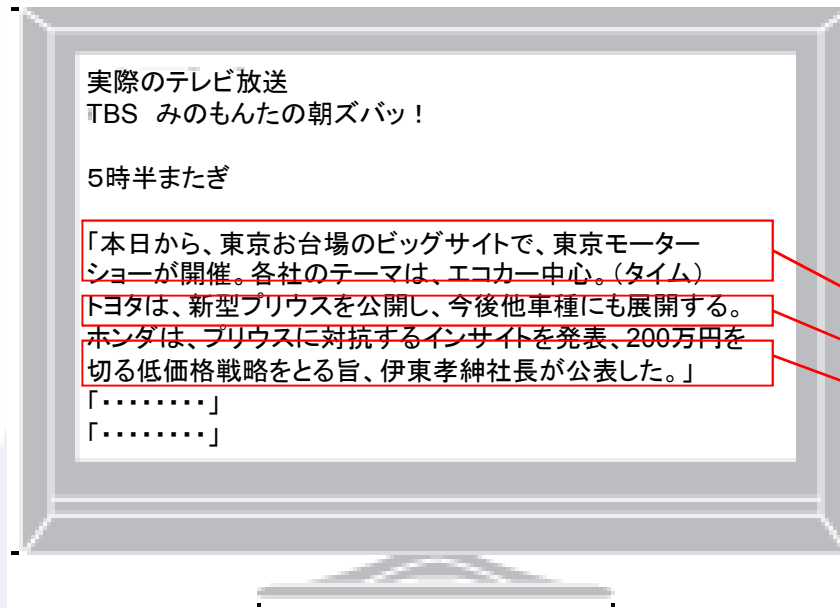 実際のテレビ放送
TBS　みのもんたの朝ズバッ！
５時半またぎ
「本日から、東京お台場のビッグサイトで、東京モーター
ショーが開催。各社のテーマは、エコカー中心。（タイム）
トヨタは、新型プリウスを公開し、今後他車種にも展開する。
ホンダは、プリウスに対抗するインサイトを発表、200万円を
切る低価格戦略をとる旨、伊東孝紳社長が公表した。」
「・・・・・・・・」
「・・・・・・・・」